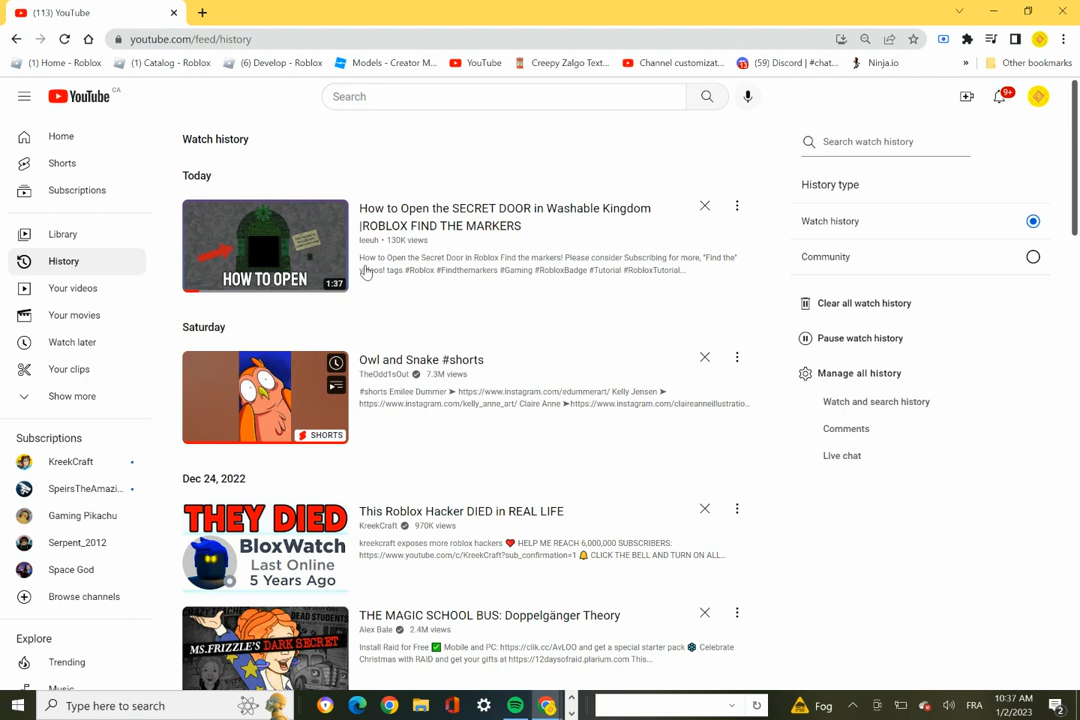 (113) YouTube
youtube.com/feed/history
(1) Home - Roblox
(1) Catalog - Roblox
(6) Develop - Roblox
Models - Creator M...
YouTube
Creepy Zalgo Text...
Channel customizat...
(59) Discord | #chat...
Ninja.io
»
Other bookmarks
YouTube CA
Search
9+
Home
Shorts
Subscriptions
Library
History
Your videos
Your movies
Watch later
Your clips
Show more
Subscriptions
KreekCraft
SpeirsTheAmazi...
Gaming Pikachu
Serpent_2012
Space God
Browse channels
Explore
Trending
Music
Watch history
Today
HOW TO OPEN
1:37
How to Open the SECRET DOOR in Washable Kingdom
|ROBLOX FIND THE MARKERS
leeuh • 130K views
How to Open the Secret Door in Roblox Find the markers! Please consider Subscribing for more, "Find the"
videos! tags #Roblox #Findthemarkers #Gaming #RobloxBadge #Tutorial #RobloxTutorial...
Saturday
SHORTS
Owl and Snake #shorts
TheOdd1sOut 7.3M views
#shorts Emilee Dummer ➤ https://www.instagram.com/edummerart/ Kelly Jensen ➤
https://www.instagram.com/kelly_anne_art/ Claire Anne ➤https://www.instagram.com/claireanneillustratio...
Dec 24, 2022
THEY DIED
BloxWatch
Last Online
5 Years Ago
This Roblox Hacker DIED in REAL LIFE
KreekCraft 970K views
kreekcraft exposes more roblox hackers ❤️ HELP ME REACH 6,000,000 SUBSCRIBERS:
https://www.youtube.com/c/KreekCraft?sub_confirmation=1 🔔 CLICK THE BELL AND TURN ON ALL...
DEAD STUDENTS
MS.FRIZZLE'S DARK SECRET
THE MAGIC SCHOOL BUS: Doppelgänger Theory
Alex Bale 2.4M views
Install Raid for Free ✅ Mobile and PC: https://clik.cc/AvLOO and get a special starter pack Celebrate
Christmas with RAID and get your gifts at https://12daysofraid.plarium.com This...
Search watch history
History type
Watch history
Community
Clear all watch history
Pause watch history
Manage all history
Watch and search history
Comments
Live chat
Type here to search
Fog
FRA
10:37 AM
1/2/2023
2